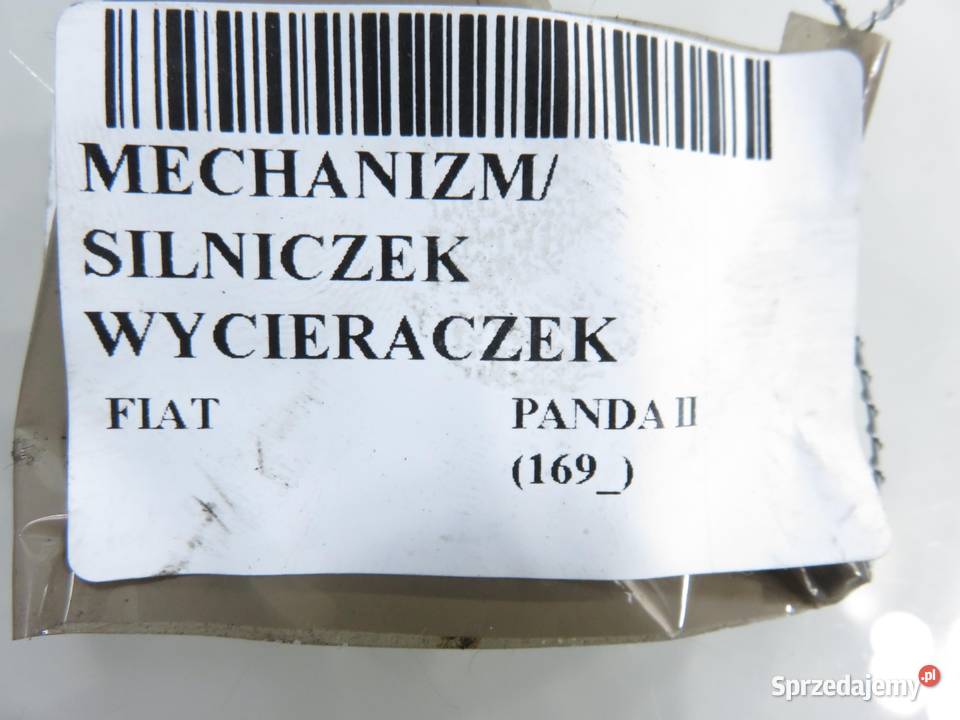 MECHANIZM/
SILNICZEK
WYCIERACZEK
FIAT PANDA II
(169_)
Sprzedajemy.pl